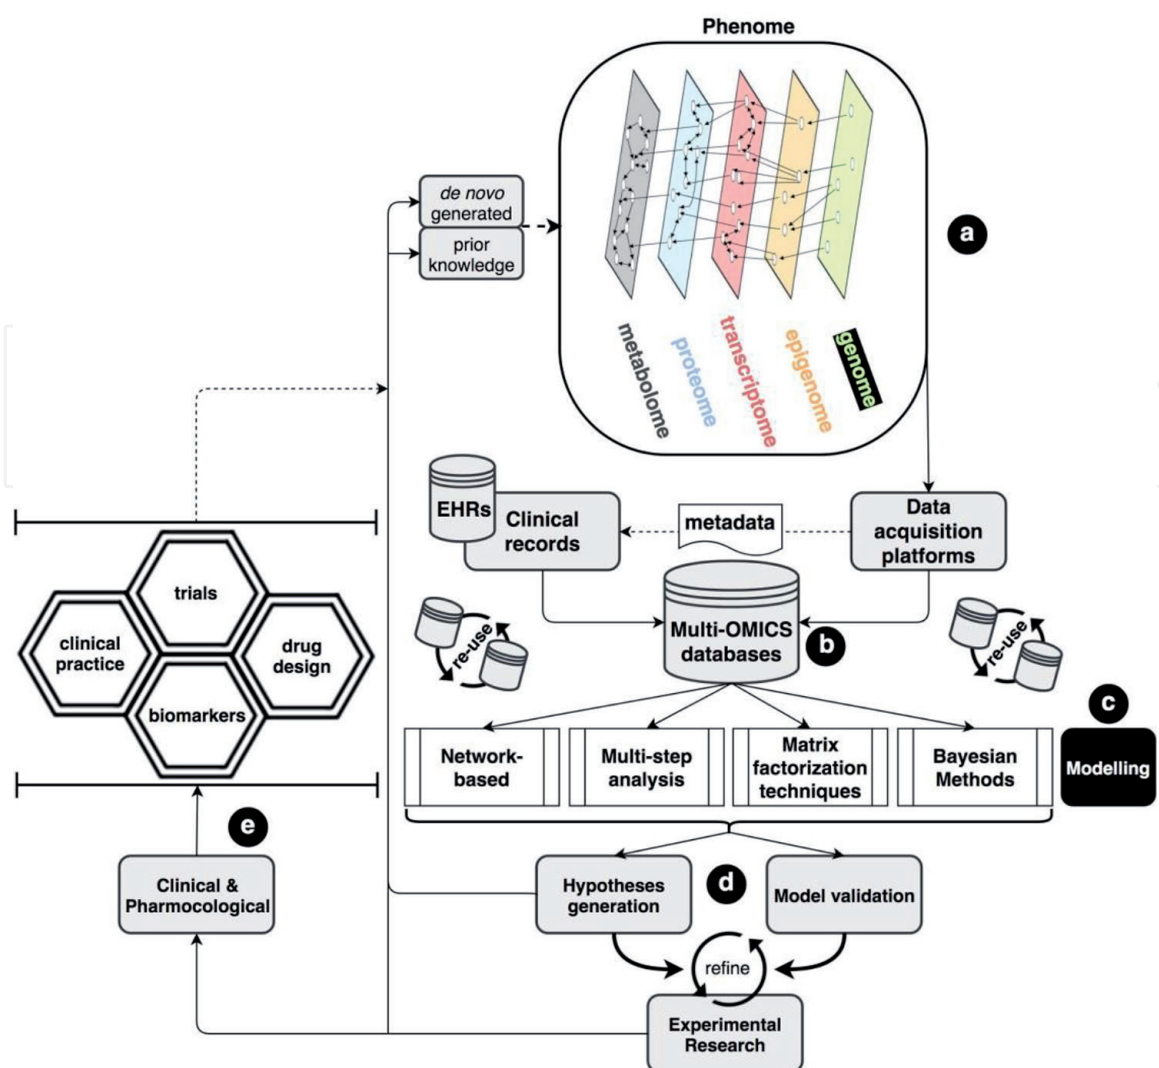 Phenome
de novo
generated
prior
knowledge
a
metabolome
proteome
transcriptome
epigenome
genome
EHRs
Clinical
records
metadata
Data
acquisition
platforms
Multi-OMICS
databases
b
re-use
re-use
trials
clinical
practice
drug
design
biomarkers
c
Network-
based
Multi-step
analysis
Matrix
factorization
techniques
Bayesian
Methods
Modelling
e
Clinical &
Pharmocological
Hypotheses
generation
d
Model validation
refine
Experimental
Research